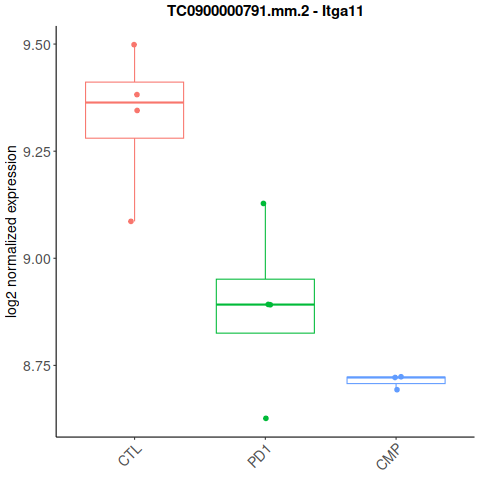 TC0900000791.mm.2 - Itga11
log2 normalized expression
9.50
9.25
9.00
8.75
CTL
PD1
CMP